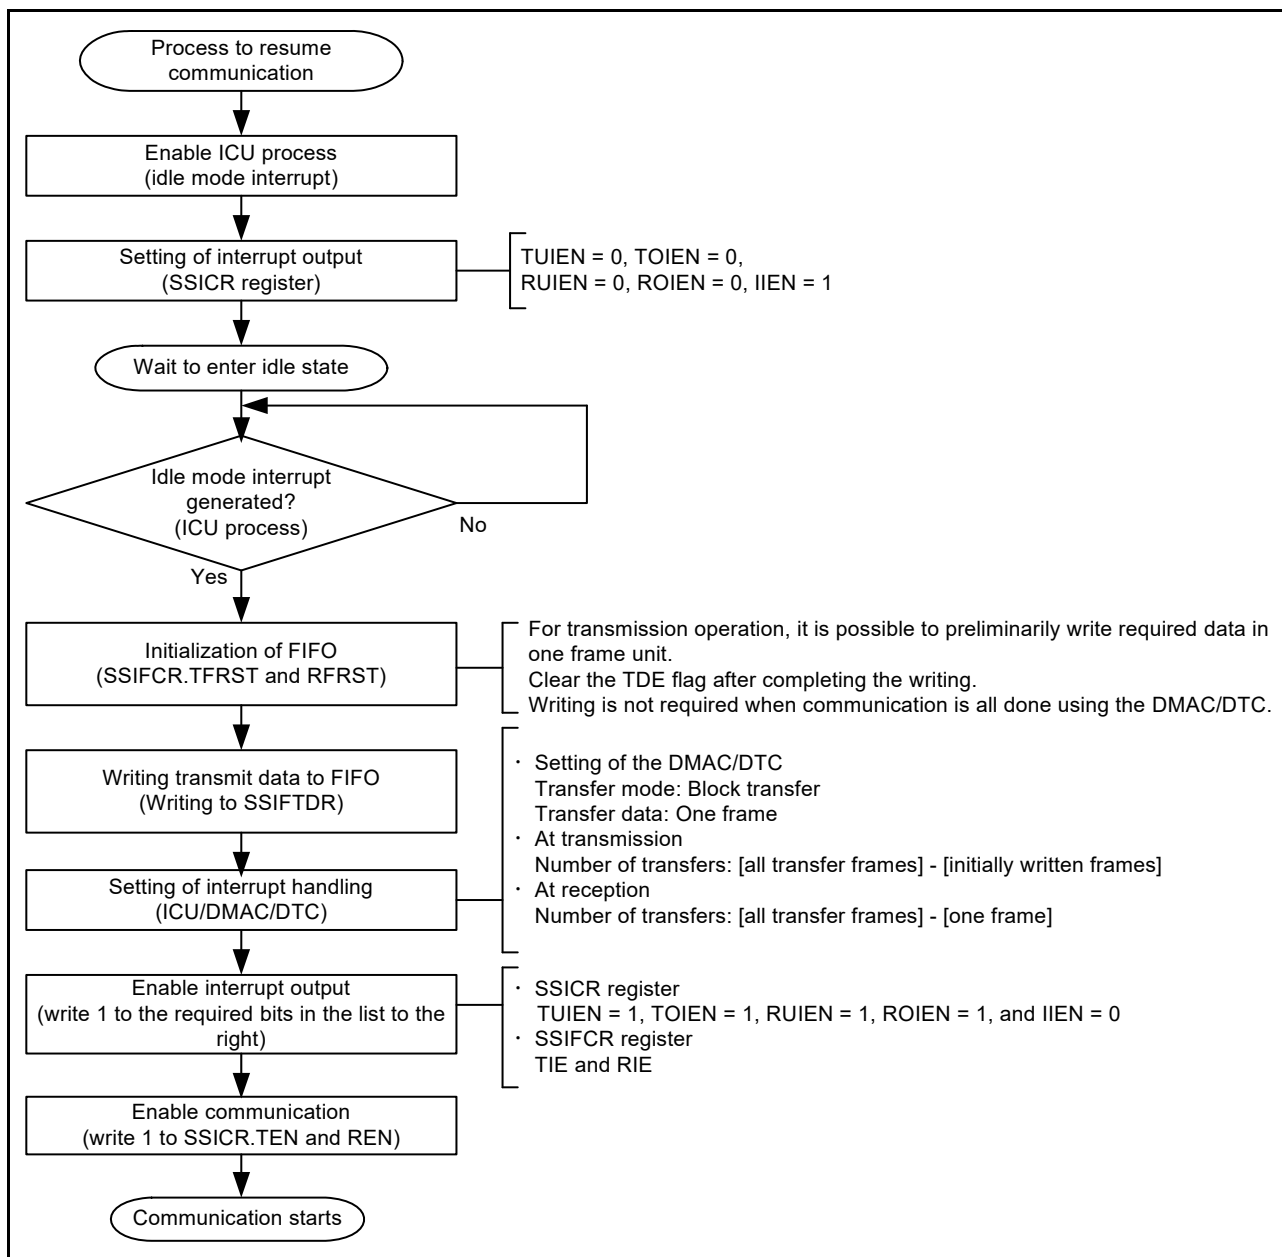 Process to resume
communication
Enable ICU process
(idle mode interrupt)
Setting of interrupt output
(SSICR register)
TUIEN = 0, TOIEN = 0,
RUIEN = 0, ROIEN = 0, IIEN = 1
Wait to enter idle state
Idle mode interrupt
generated?
(ICU process)
No
Yes
Initialization of FIFO
(SSIFCR.TFRST and RFRST)
For transmission operation, it is possible to preliminarily write required data in
one frame unit.
Clear the TDE flag after completing the writing.
Writing is not required when communication is all done using the DMAC/DTC.
Writing transmit data to FIFO
(Writing to SSIFTDR)
Setting of interrupt handling
(ICU/DMAC/DTC)
· Setting of the DMAC/DTC
Transfer mode: Block transfer
Transfer data: One frame
· At transmission
Number of transfers: [all transfer frames] - [initially written frames]
· At reception
Number of transfers: [all transfer frames] - [one frame]
Enable interrupt output
(write 1 to the required bits in the list to the
right)
· SSICR register
TUIEN = 1, TOIEN = 1, RUIEN = 1, ROIEN = 1, and IIEN = 0
· SSIFCR register
TIE and RIE
Enable communication
(write 1 to SSICR.TEN and REN)
Communication starts